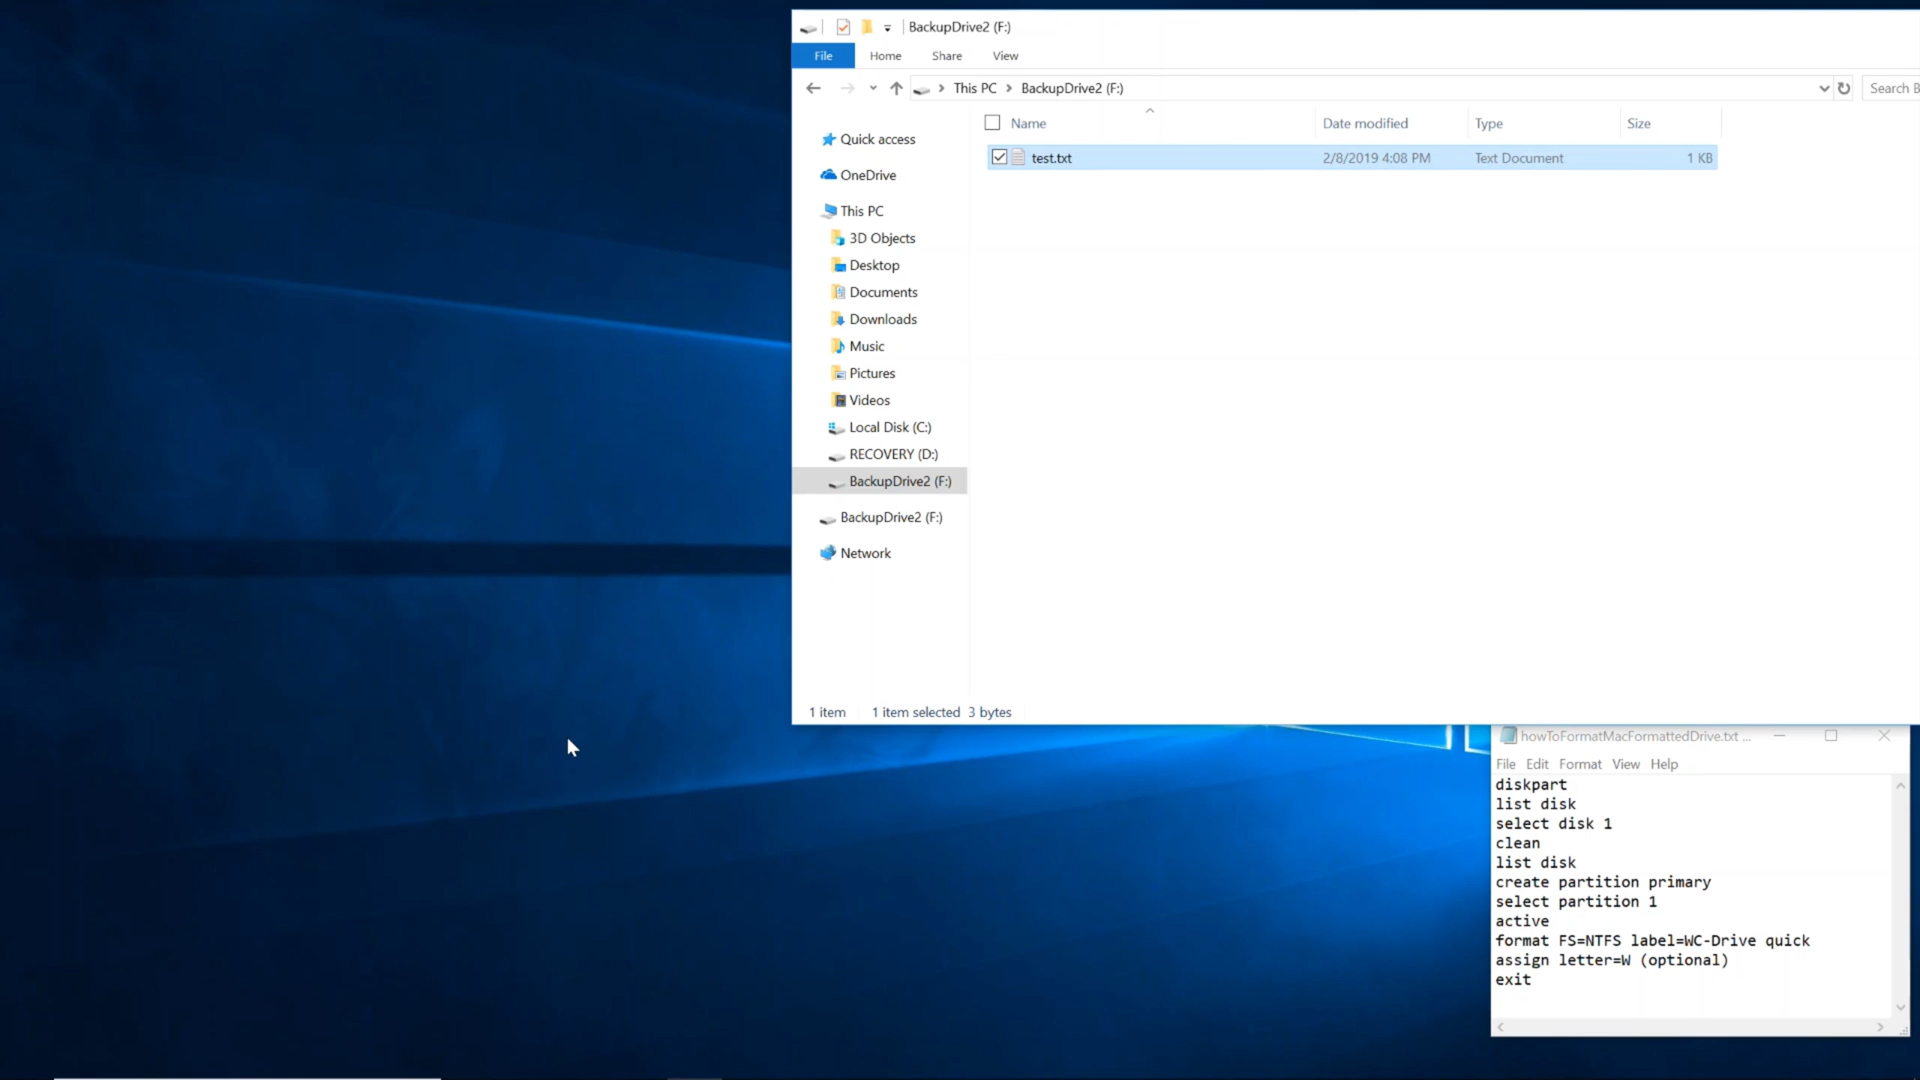 BackupDrive2 (F:)
File Home Share View
This PC BackupDrive2 (F:) Search B
Name Date modified Type Size
test.txt 2/8/2019 4:08 PM Text Document 1 KB
Quick access
OneDrive
This PC
3D Objects
Desktop
Documents
Downloads
Music
Pictures
Videos
Local Disk (C:)
RECOVERY (D:)
BackupDrive2 (F:)
BackupDrive2 (F:)
Network
1 item 1 item selected 3 bytes
howToFormatMacFormattedDrive.txt ...
File Edit Format View Help
diskpart
list disk
select disk 1
clean
list disk
create partition primary
select partition 1
active
format FS=NTFS label=WC-Drive quick
assign letter=W (optional)
exit